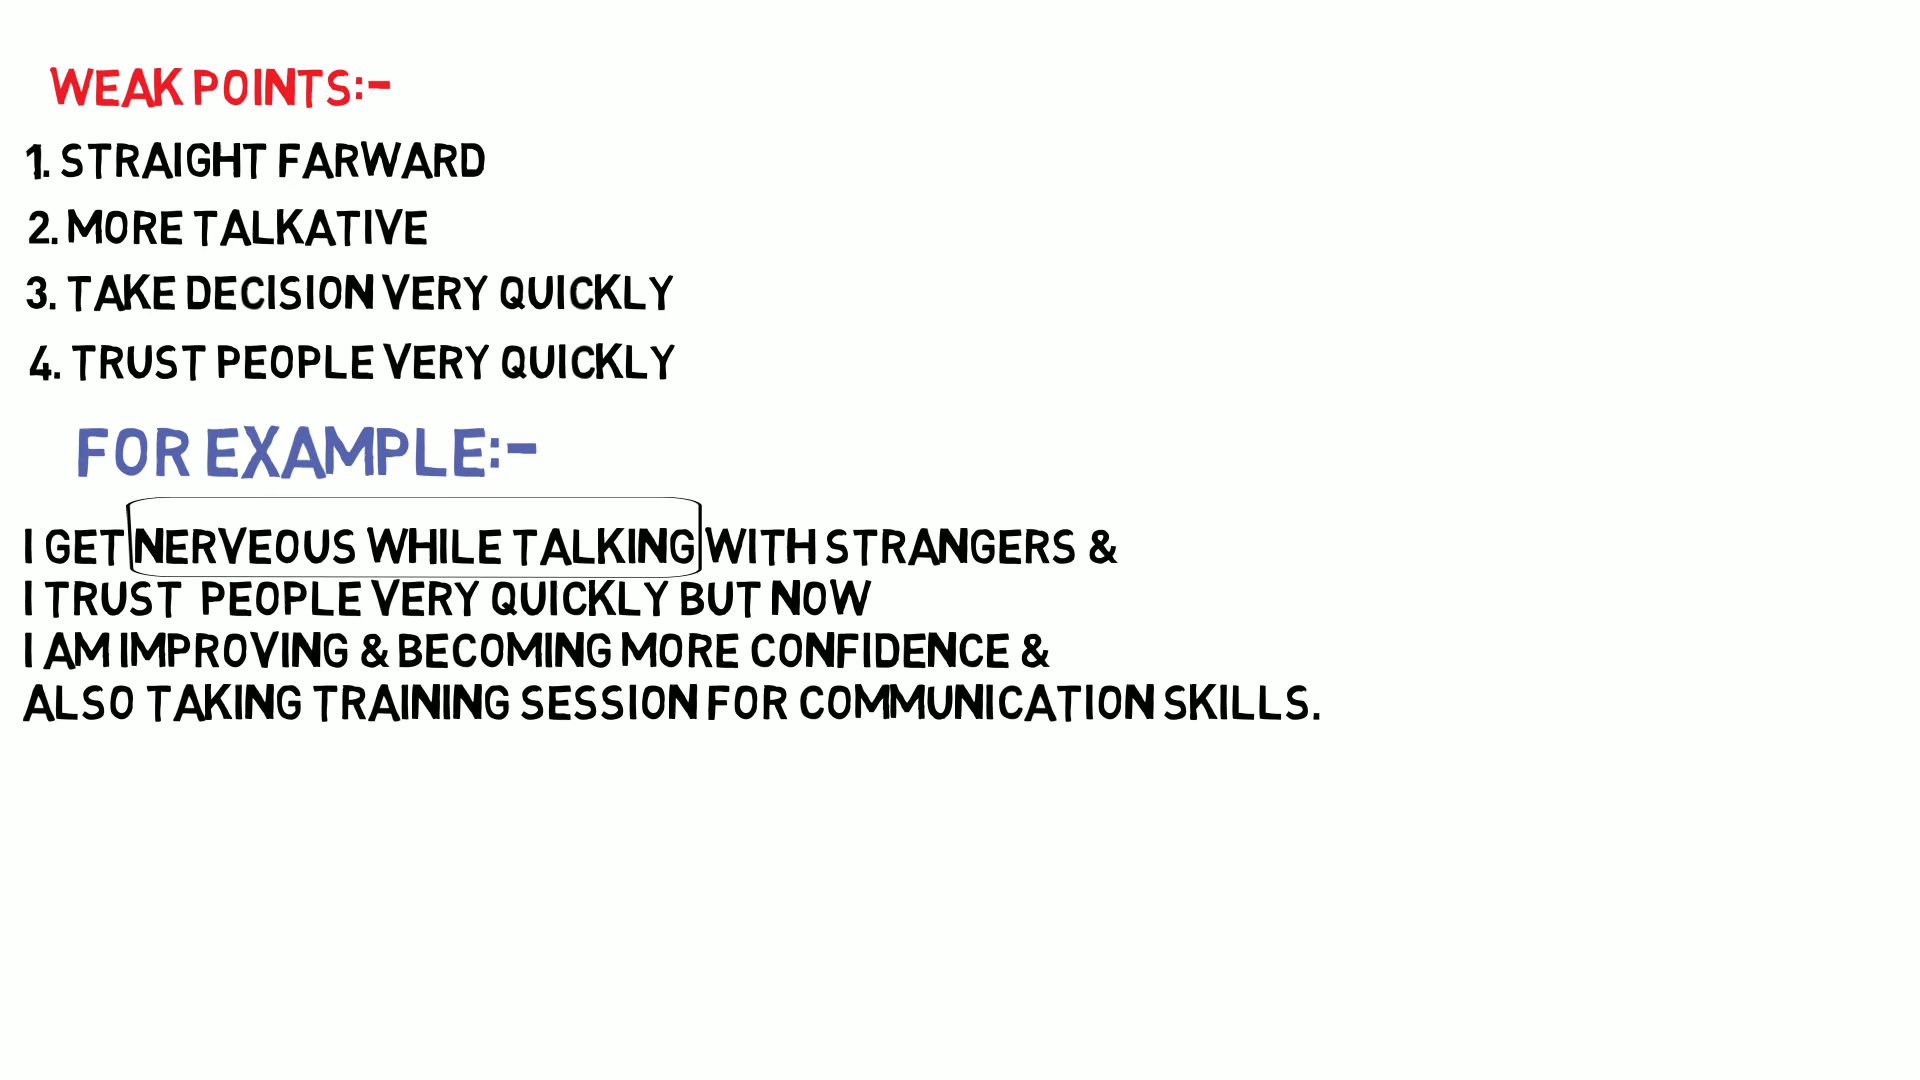 WEAK POINTS:-
1. STRAIGHT FARWARD
2. MORE TALKATIVE
3. TAKE DECISION VERY QUICKLY
4. TRUST PEOPLE VERY QUICKLY
FOR EXAMPLE:-
I GET NERVEOUS WHILE TALKING WITH STRANGERS &
I TRUST PEOPLE VERY QUICKLY BUT NOW
I AM IMPROVING & BECOMING MORE CONFIDENCE &
ALSO TAKING TRAINING SESSION FOR COMMUNICATION SKILLS.